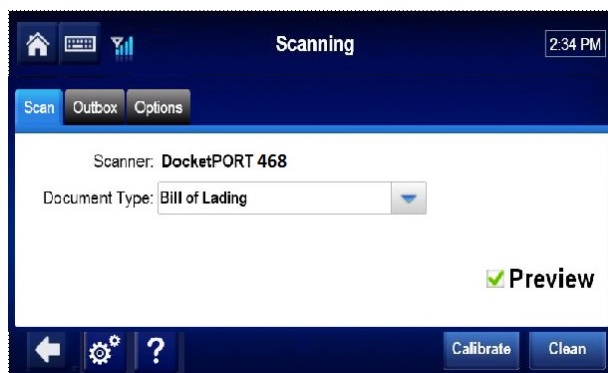 Scanning
2:34 PM
Scan Outbox Options
Scanner: DocketPORT 468
Document Type: Bill of Lading
Preview
?
Calibrate Clean